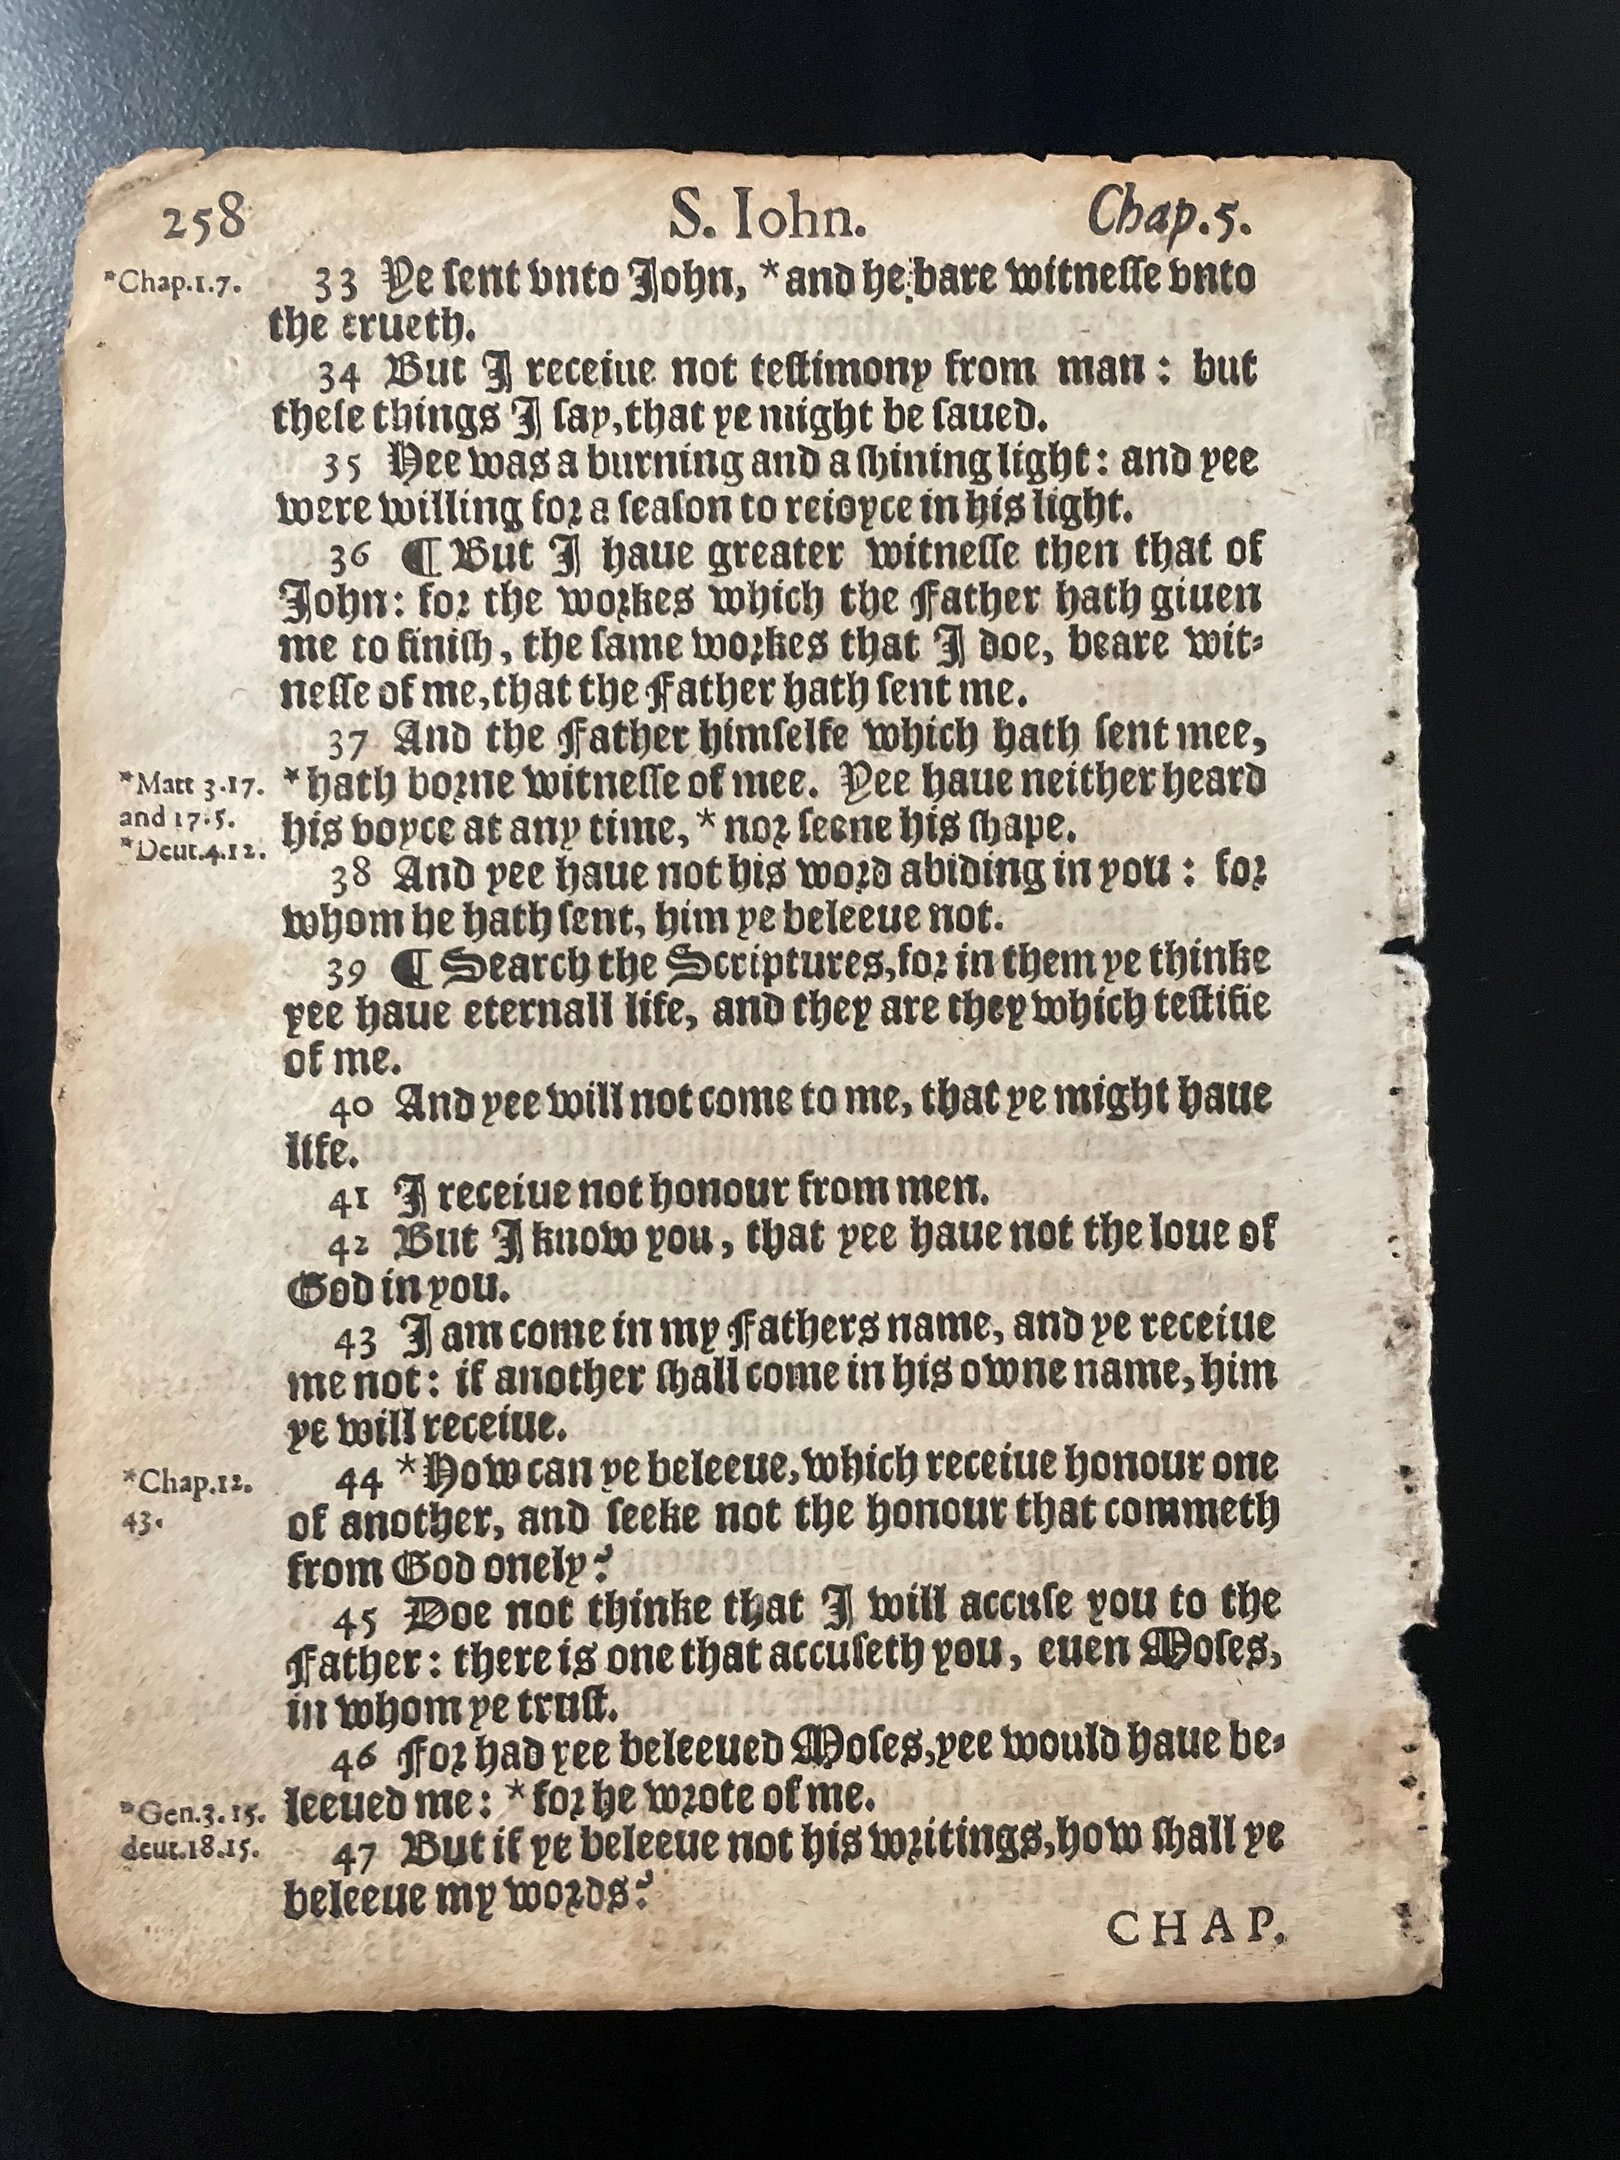 258 S. Iohn. Chap.5.
*Chap.1.7. 33 Ye ſent vnto John, *and he bare witneſſe vnto
the trueth.
34 But I receiue not teſtimony from man : but
theſe things I ſay, that ye might be ſaued.
35 Hee was a burning and a ſhining light : and yee
were willing for a ſeaſon to reioyce in his light.
36 ¶ But I haue greater witneſſe then that of
John: for the workes which the Father hath giuen
me to finiſh, the ſame workes that I doe, beare wit-
neſſe of me, that the Father hath ſent me.
37 And the Father himſelfe which hath ſent mee,
*Matt 3.17. *hath borne witneſſe of mee. Yee haue neither heard
and 17.5. his voyce at any time, * nor ſeene his ſhape.
*Deut.4.12.
38 And yee haue not his word abiding in you : for
whom he hath ſent, him ye beleeue not.
39 ¶ Search the Scriptures, for in them ye thinke
yee haue eternall life, and they are they which teſtifie
of me.
40 And yee will not come to me, that ye might haue
life.
41 I receiue not honour from men.
42 But I know you, that yee haue not the loue of
God in you.
43 I am come in my Fathers name, and ye receiue
me not: if another ſhall come in his owne name, him
ye will receiue.
*Chap.12. 44 *How can ye beleeue, which receiue honour one
43. of another, and ſeeke not the honour that commeth
from God onely?
45 Doe not thinke that I will accuſe you to the
Father: there is one that accuſeth you, euen Moſes,
in whom ye truſt.
46 For had yee beleeued Moſes, yee would haue be-
*Gen.3.15. leeued me: *for he wrote of me.
deut.18.15. 47 But if ye beleeue not his writings, how ſhall ye
beleeue my words?
CHAP.